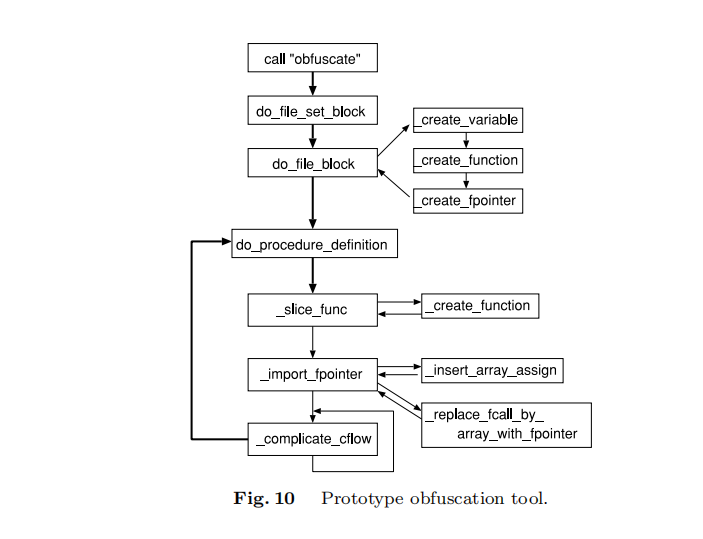 call "obfuscate"
do_file_set_block
do_file_block
_create_variable
_create_function
_create_fpointer
do_procedure_definition
_slice_func
_create_function
_import_fpointer
_insert_array_assign
_replace_fcall_by_
array_with_fpointer
_complicate_cflow
Fig. 10 Prototype obfuscation tool.